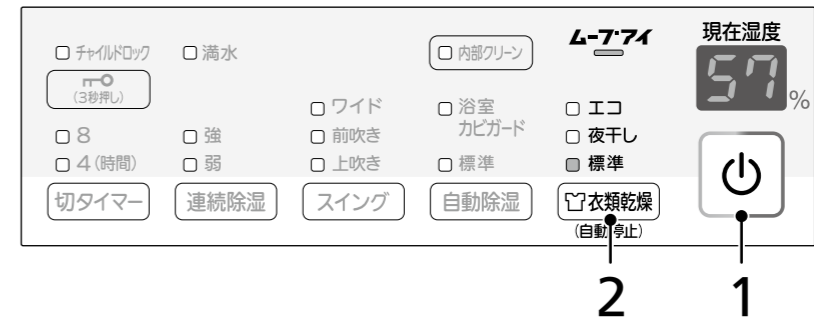 チャイルドロック
(3秒押し)
8
4(時間)
切タイマー
満水
強
弱
連続除湿
ワイド
前吹き
上吹き
スイング
内部クリーン
浴室
カビガード
標準
自動除湿
ムーブアイ
エコ
夜干し
標準
衣類乾燥
(自動停止)
現在湿度
57%
2
1